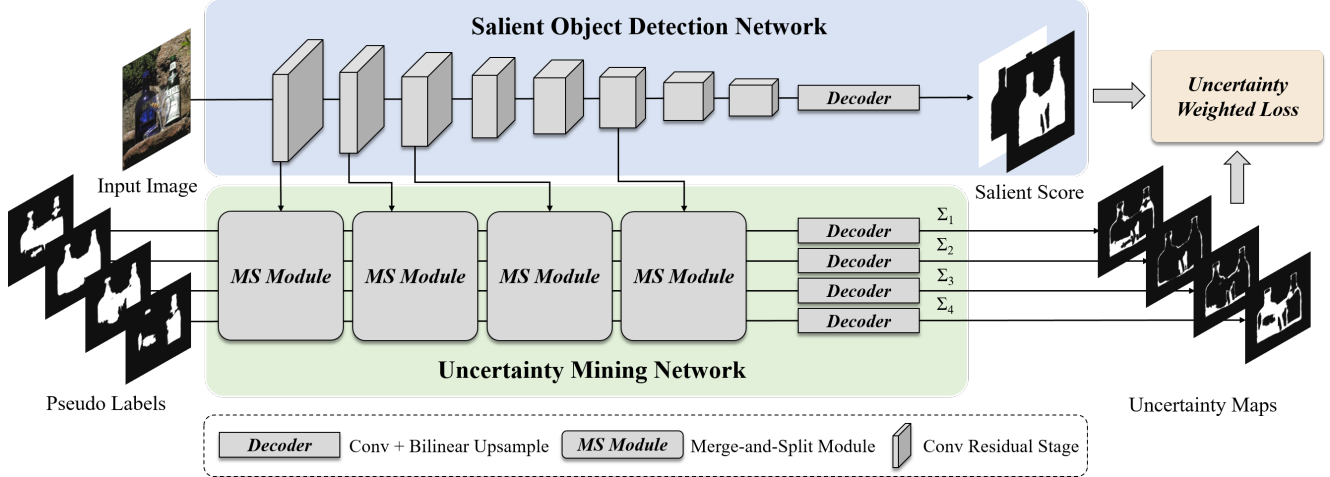 Salient Object Detection Network
Decoder
Uncertainty
Weighted Loss
Input Image
Salient Score
MS Module
MS Module
MS Module
MS Module
Decoder
Σ1
Decoder
Σ2
Decoder
Σ3
Decoder
Σ4
Uncertainty Mining Network
Pseudo Labels
Uncertainty Maps
Decoder Conv + Bilinear Upsample MS Module Merge-and-Split Module Conv Residual Stage